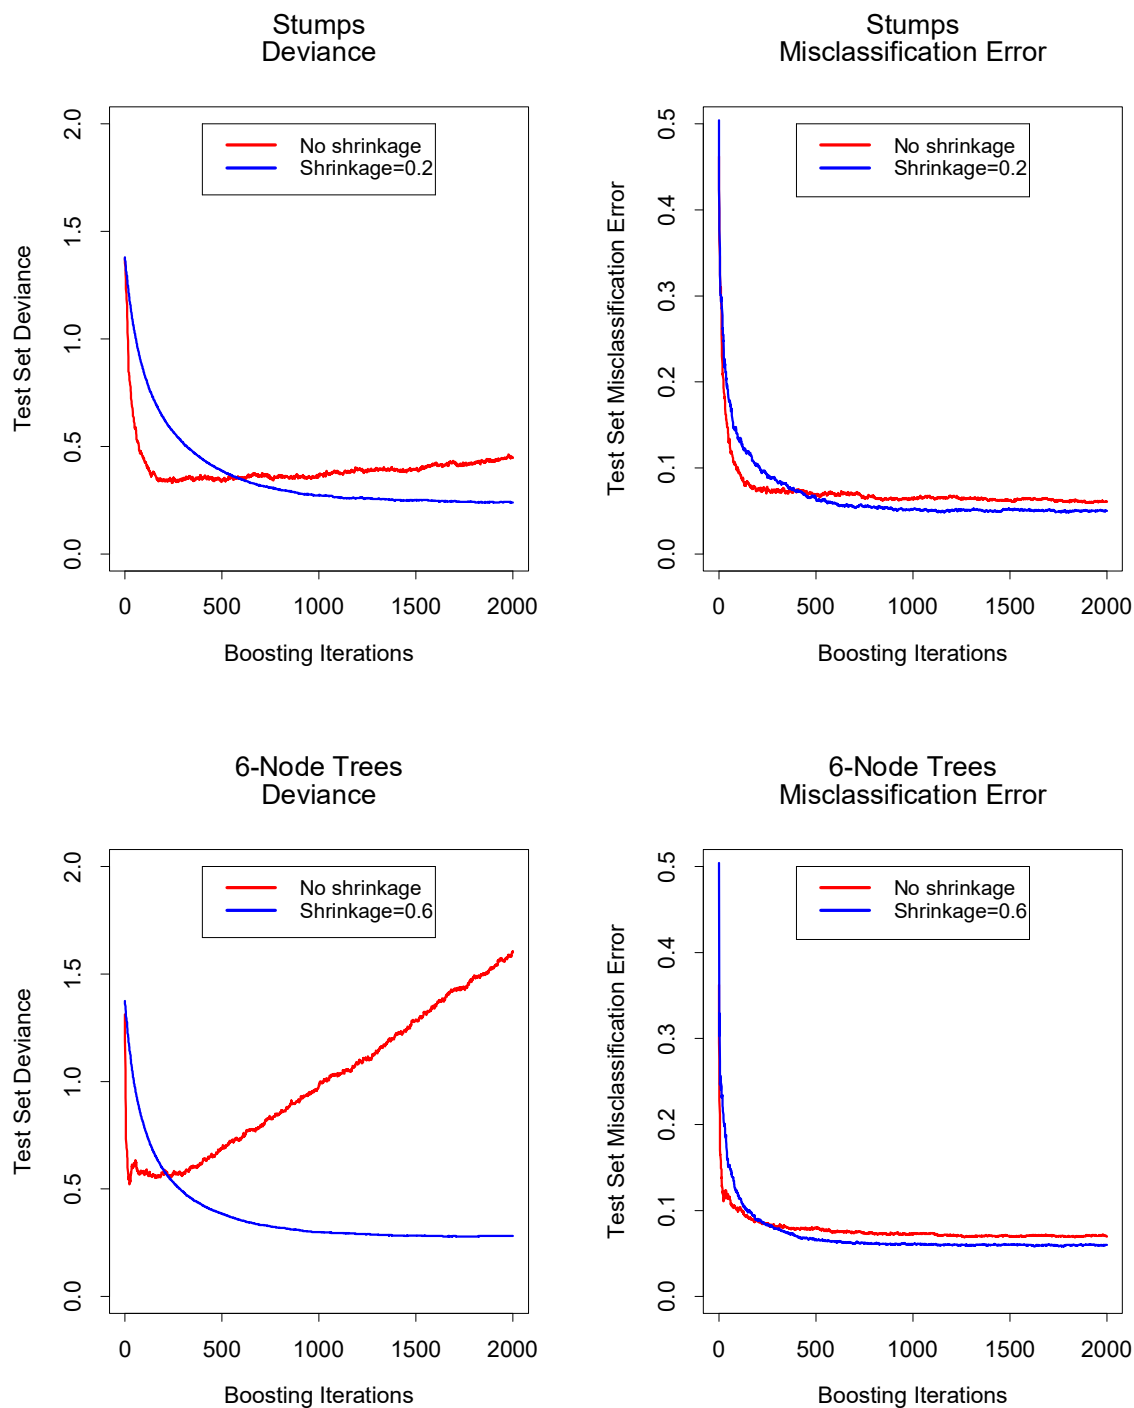 Stumps
Deviance
Test Set Deviance
2.0
1.5
1.0
0.5
0.0
No shrinkage
Shrinkage=0.2
0 500 1000 1500 2000
Boosting Iterations
Stumps
Misclassification Error
Test Set Misclassification Error
0.5
0.4
0.3
0.2
0.1
0.0
No shrinkage
Shrinkage=0.2
0 500 1000 1500 2000
Boosting Iterations
6-Node Trees
Deviance
Test Set Deviance
2.0
1.5
1.0
0.5
0.0
No shrinkage
Shrinkage=0.6
0 500 1000 1500 2000
Boosting Iterations
6-Node Trees
Misclassification Error
Test Set Misclassification Error
0.5
0.4
0.3
0.2
0.1
0.0
No shrinkage
Shrinkage=0.6
0 500 1000 1500 2000
Boosting Iterations